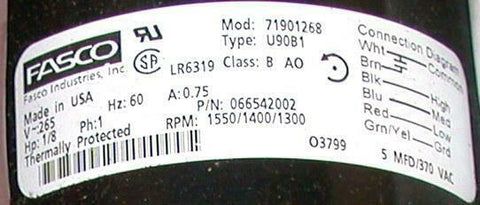 FASCO
Fasco Industries, Inc.
Mod: 71901268
Type: U90B1
LR6319 Class: B AO
Made in USA
V~265 Hz: 60 A: 0.75
Hp: 1/8 Ph:1 P/N: 066542002
Thermally Protected RPM: 1550/1400/1300
O3799
Connection Diagram
Wht Common
Brn
Blk High
Blu Med
Red Low
Grn/Yel Grd
5 MFD/370 VAC